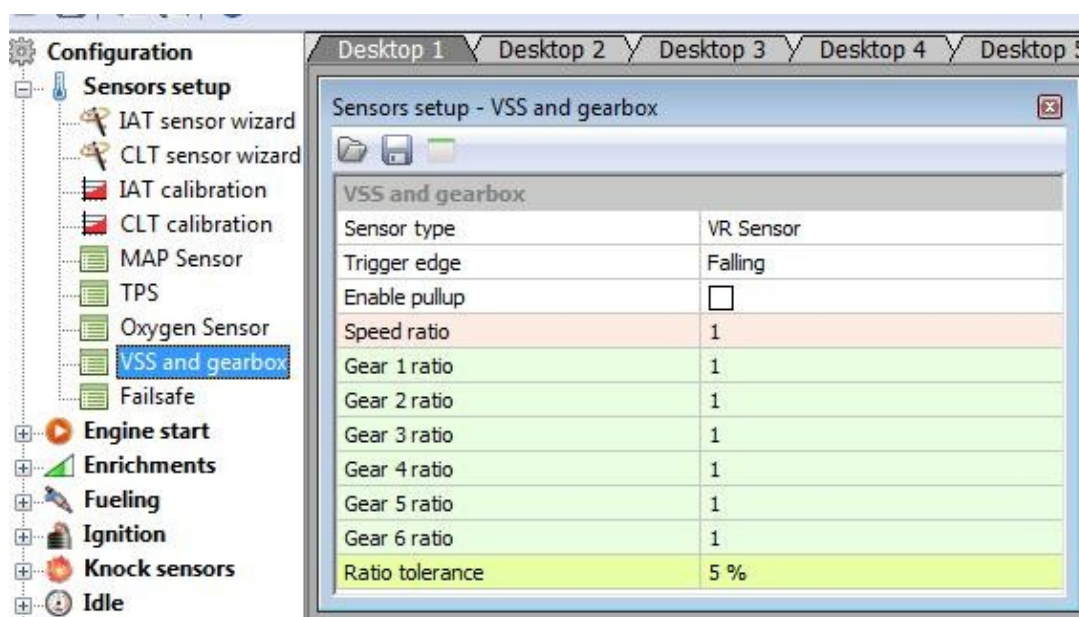 Configuration
Sensors setup
IAT sensor wizard
CLT sensor wizard
IAT calibration
CLT calibration
MAP Sensor
TPS
Oxygen Sensor
VSS and gearbox
Failsafe
Engine start
Enrichments
Fueling
Ignition
Knock sensors
Idle
Desktop 1 Desktop 2 Desktop 3 Desktop 4 Desktop 5
Sensors setup - VSS and gearbox
VSS and gearbox
Sensor type VR Sensor
Trigger edge Falling
Enable pullup
Speed ratio 1
Gear 1 ratio 1
Gear 2 ratio 1
Gear 3 ratio 1
Gear 4 ratio 1
Gear 5 ratio 1
Gear 6 ratio 1
Ratio tolerance 5 %